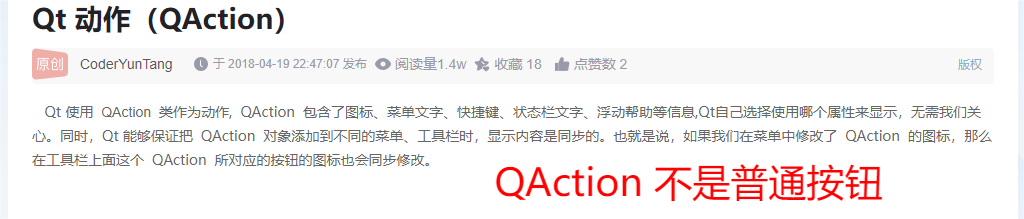 Qt 动作（QAction）
原创 CoderYunTang 于 2018-04-19 22:47:07 发布 阅读量1.4w 收藏 18 点赞数 2 版权
Qt 使用 QAction 类作为动作, QAction 包含了图标、菜单文字、快捷键、状态栏文字、浮动帮助等信息,Qt自己选择使用哪个属性来显示，无需我们关
心。同时，Qt 能够保证把 QAction 对象添加到不同的菜单、工具栏时，显示内容是同步的。也就是说，如果我们在菜单中修改了 QAction 的图标，那么
在工具栏上面这个 QAction 所对应的按钮的图标也会同步修改。
QAction 不是普通按钮